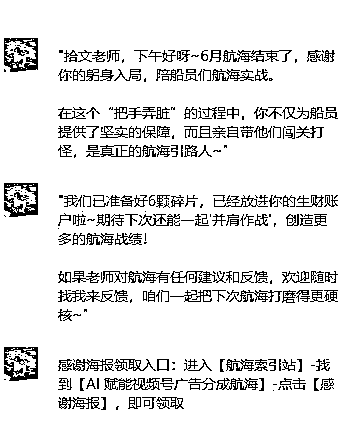 "拾文老师，下午好呀~6月航海结束了，感谢
你的躬身入局，陪船员们航海实战。
在这个“把手弄脏”的过程中，你不仅为船员
提供了坚实的保障，而且亲自带他们闯关打
怪，是真正的航海引路人~"
"我们已准备好6颗碎片，已经放进你的生财账
户啦~期待下次还能一起'并肩作战'，创造更
多的航海战绩！
如果老师对航海有任何建议和反馈，欢迎随时
找我来反馈，咱们一起把下次航海打磨得更硬
核~"
感谢海报领取入口：进入【航海索引站】-找
到【AI 赋能视频号广告分成航海】-点击【感
谢海报】，即可领取